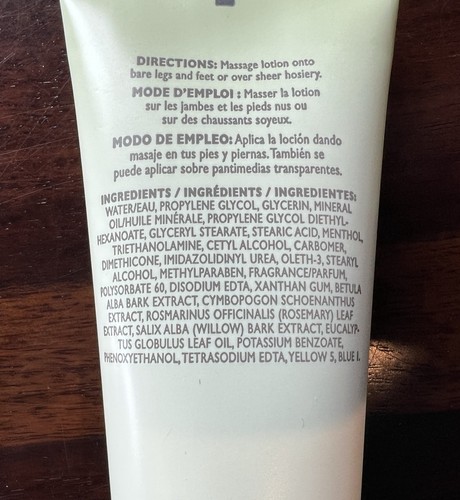 DIRECTIONS: Massage lotion onto
bare legs and feet or over sheer hosiery.
MODE D'EMPLOI : Masser la lotion
sur les jambes et les pieds nus ou
sur des chaussants soyeux.
MODO DE EMPLEO: Aplica la loción dando
masaje en tus pies y piernas. También se
puede aplicar sobre pantimedias transparentes.
INGREDIENTS / INGRÉDIENTS / INGREDIENTES:
WATER/EAU, PROPYLENE GLYCOL, GLYCERIN, MINERAL
OIL/HUILE MINÉRALE, PROPYLENE GLYCOL DIETHYL-
HEXANOATE, GLYCERYL STEARATE, STEARIC ACID, MENTHOL,
TRIETHANOLAMINE, CETYL ALCOHOL, CARBOMER,
DIMETHICONE, IMIDAZOLIDINYL UREA, OLETH-3, STEARYL
ALCOHOL, METHYLPARABEN, FRAGRANCE/PARFUM,
POLYSORBATE 60, DISODIUM EDTA, XANTHAN GUM, BETULA
ALBA BARK EXTRACT, CYMBOPOGON SCHOENANTHUS
EXTRACT, ROSMARINUS OFFICINALIS (ROSEMARY) LEAF
EXTRACT, SALIX ALBA (WILLOW) BARK EXTRACT, EUCALYP-
TUS GLOBULUS LEAF OIL, POTASSIUM BENZOATE,
PHENOXYETHANOL, TETRASODIUM EDTA, YELLOW 5, BLUE 1.